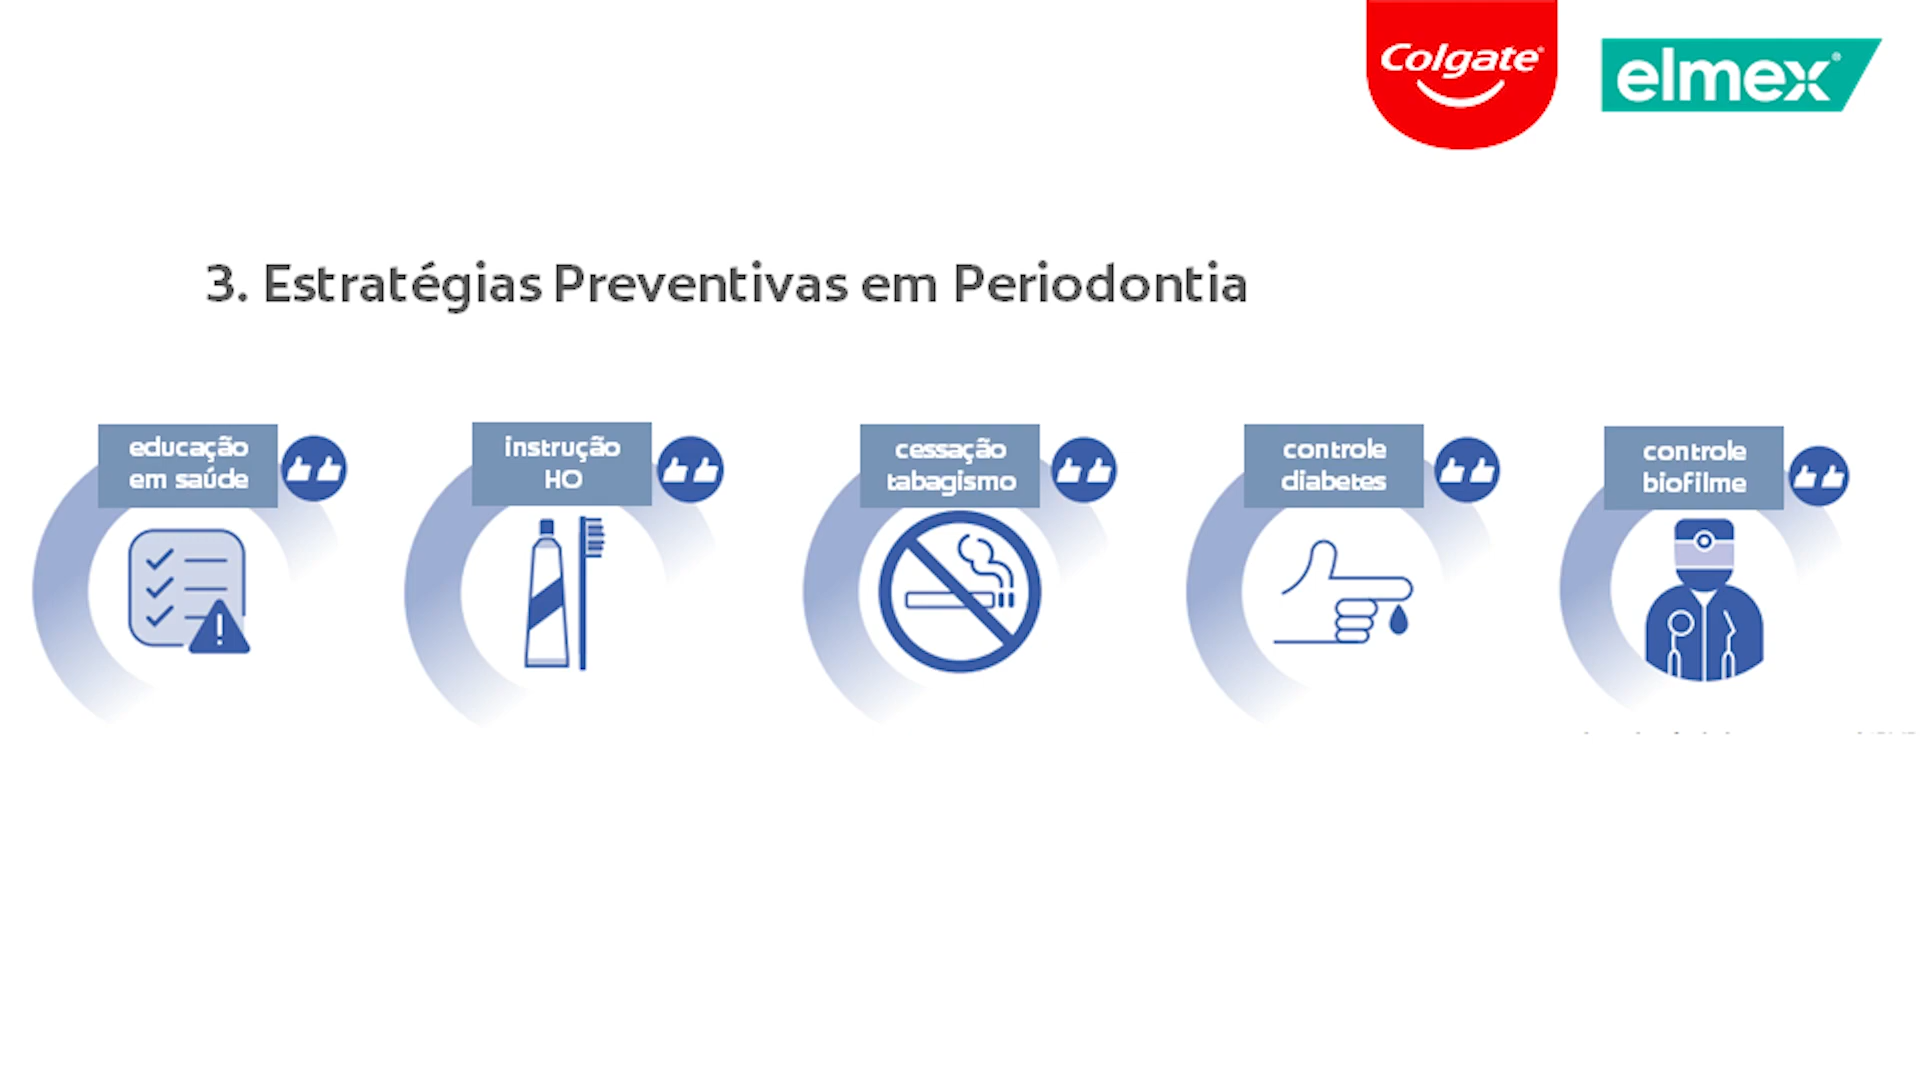 Colgate
elmex
3. Estratégias Preventivas em Periodontia
educação
em saúde
instrução
HO
cessação
tabagismo
controle
diabetes
controle
biofilme